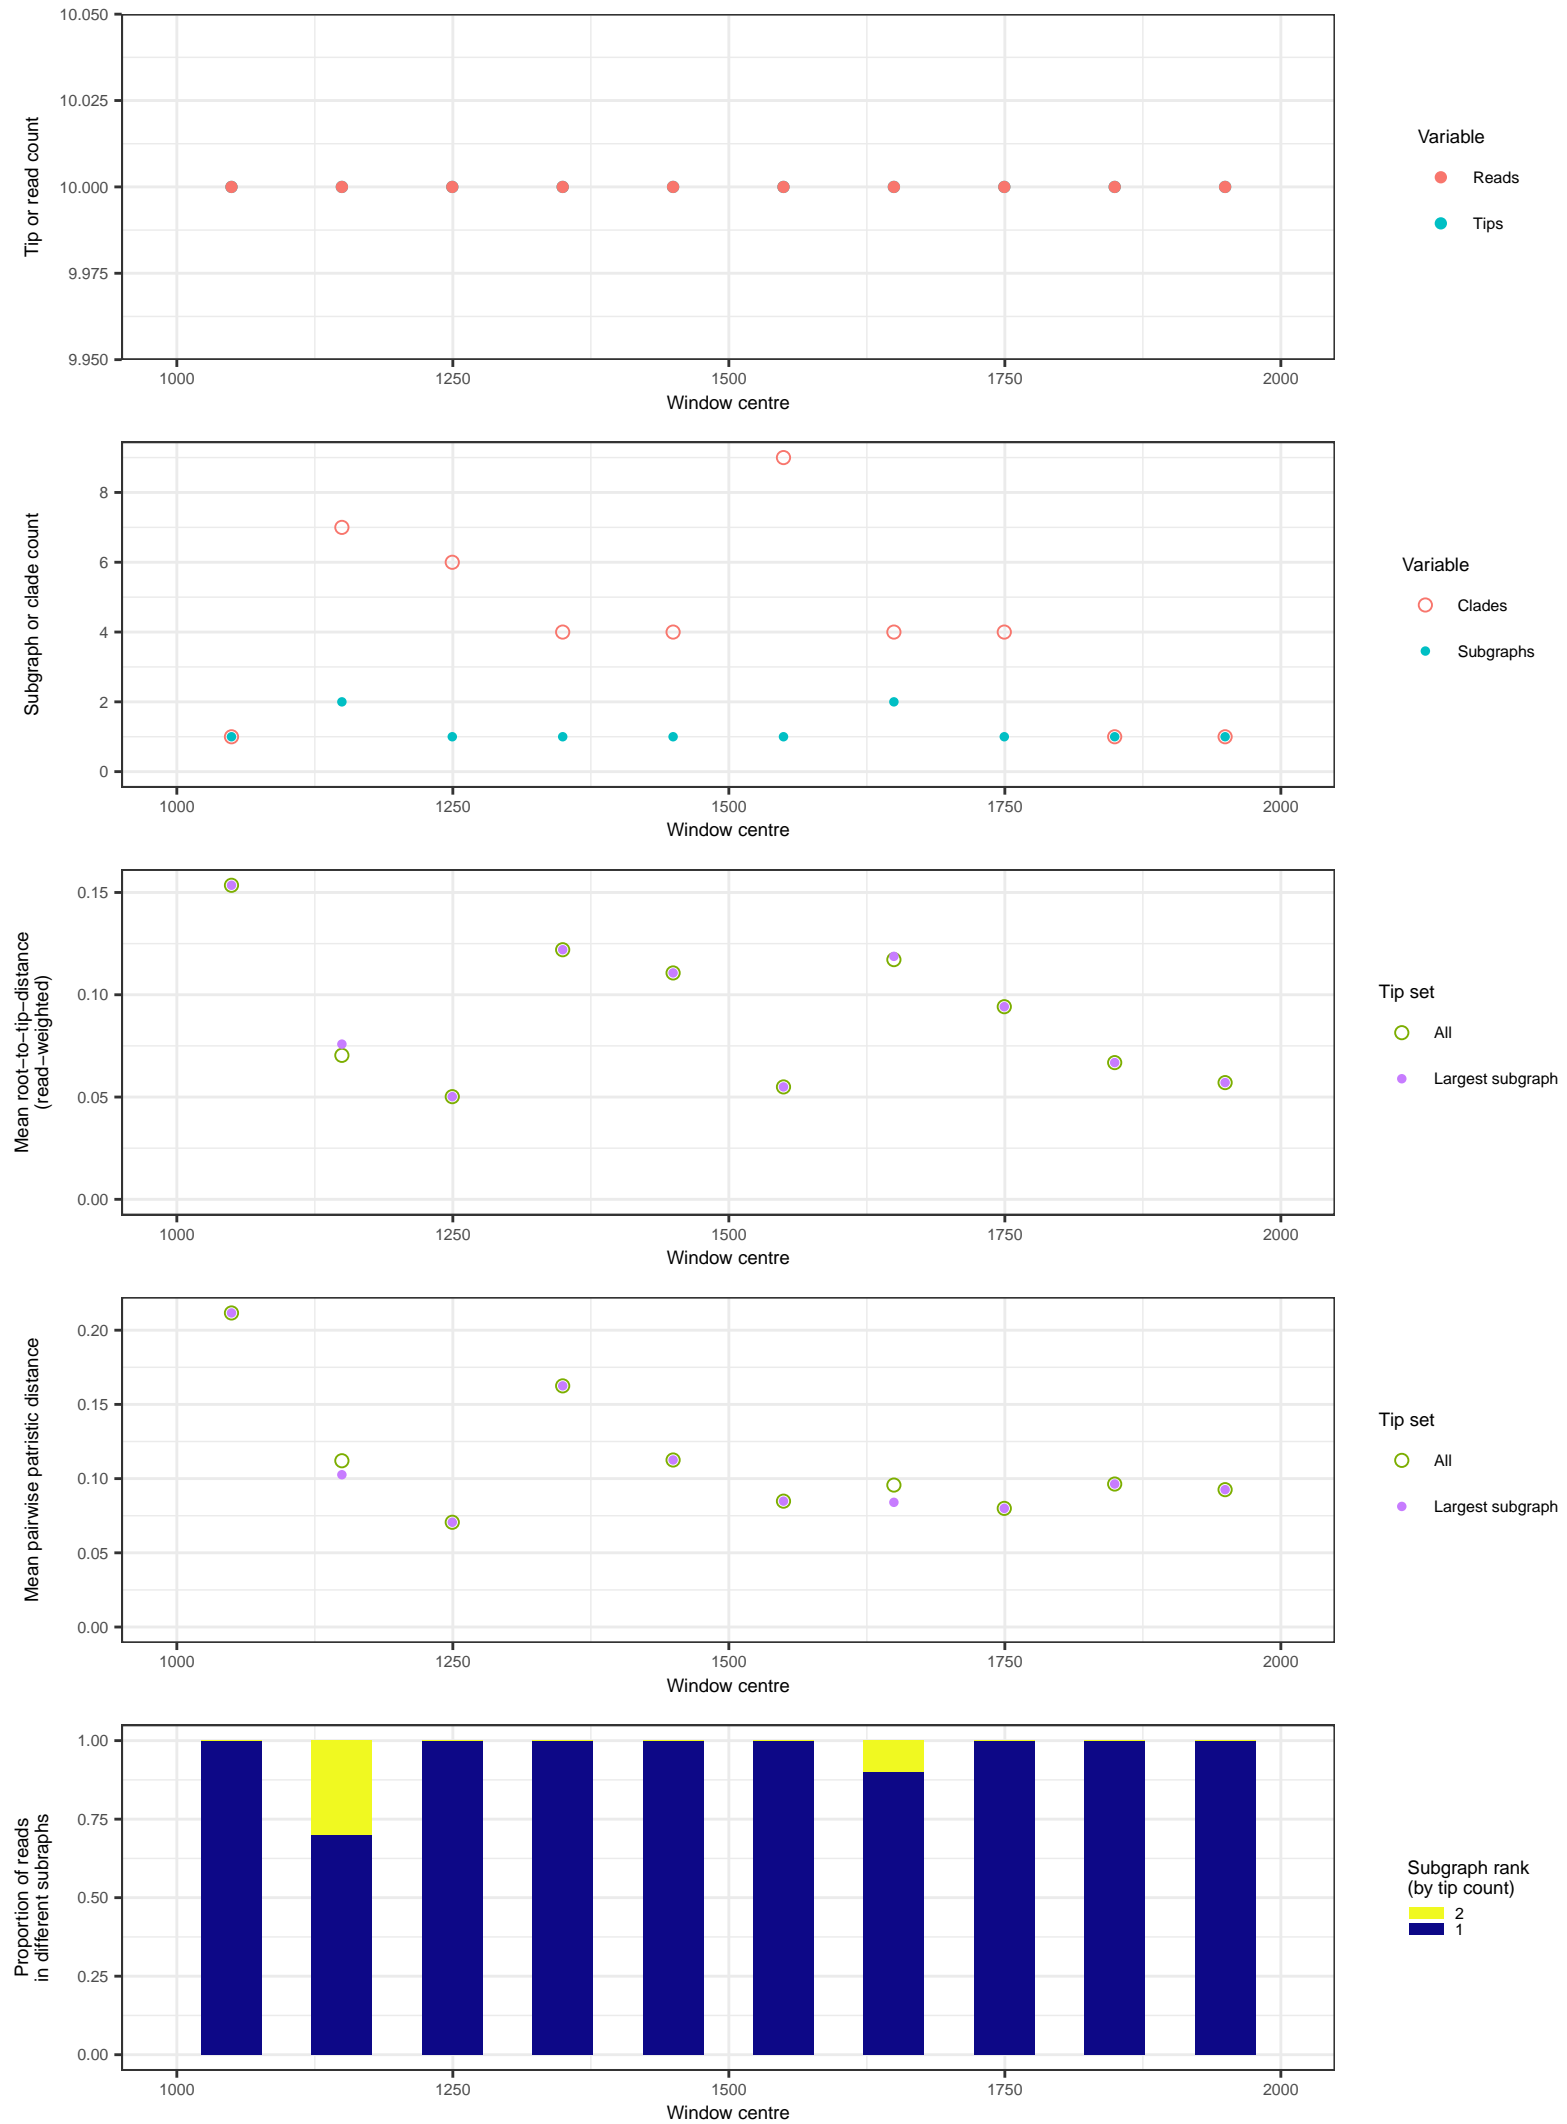 10.050
10.025
10.000
9.975
9.950
Tip or read count
1000 1250 1500 1750 2000
Window centre
Variable
Reads
Tips
8
6
4
2
0
Subgraph or clade count
1000 1250 1500 1750 2000
Window centre
Variable
Clades
Subgraphs
0.15
0.10
0.05
0.00
Mean root−to−tip−distance
(read−weighted)
1000 1250 1500 1750 2000
Window centre
Tip set
All
Largest subgraph
0.20
0.15
0.10
0.05
0.00
Mean pairwise patristic distance
1000 1250 1500 1750 2000
Window centre
Tip set
All
Largest subgraph
1.00
0.75
0.50
0.25
0.00
Proportion of reads
in different subraphs
1000 1250 1500 1750 2000
Window centre
Subgraph rank
(by tip count)
2
1